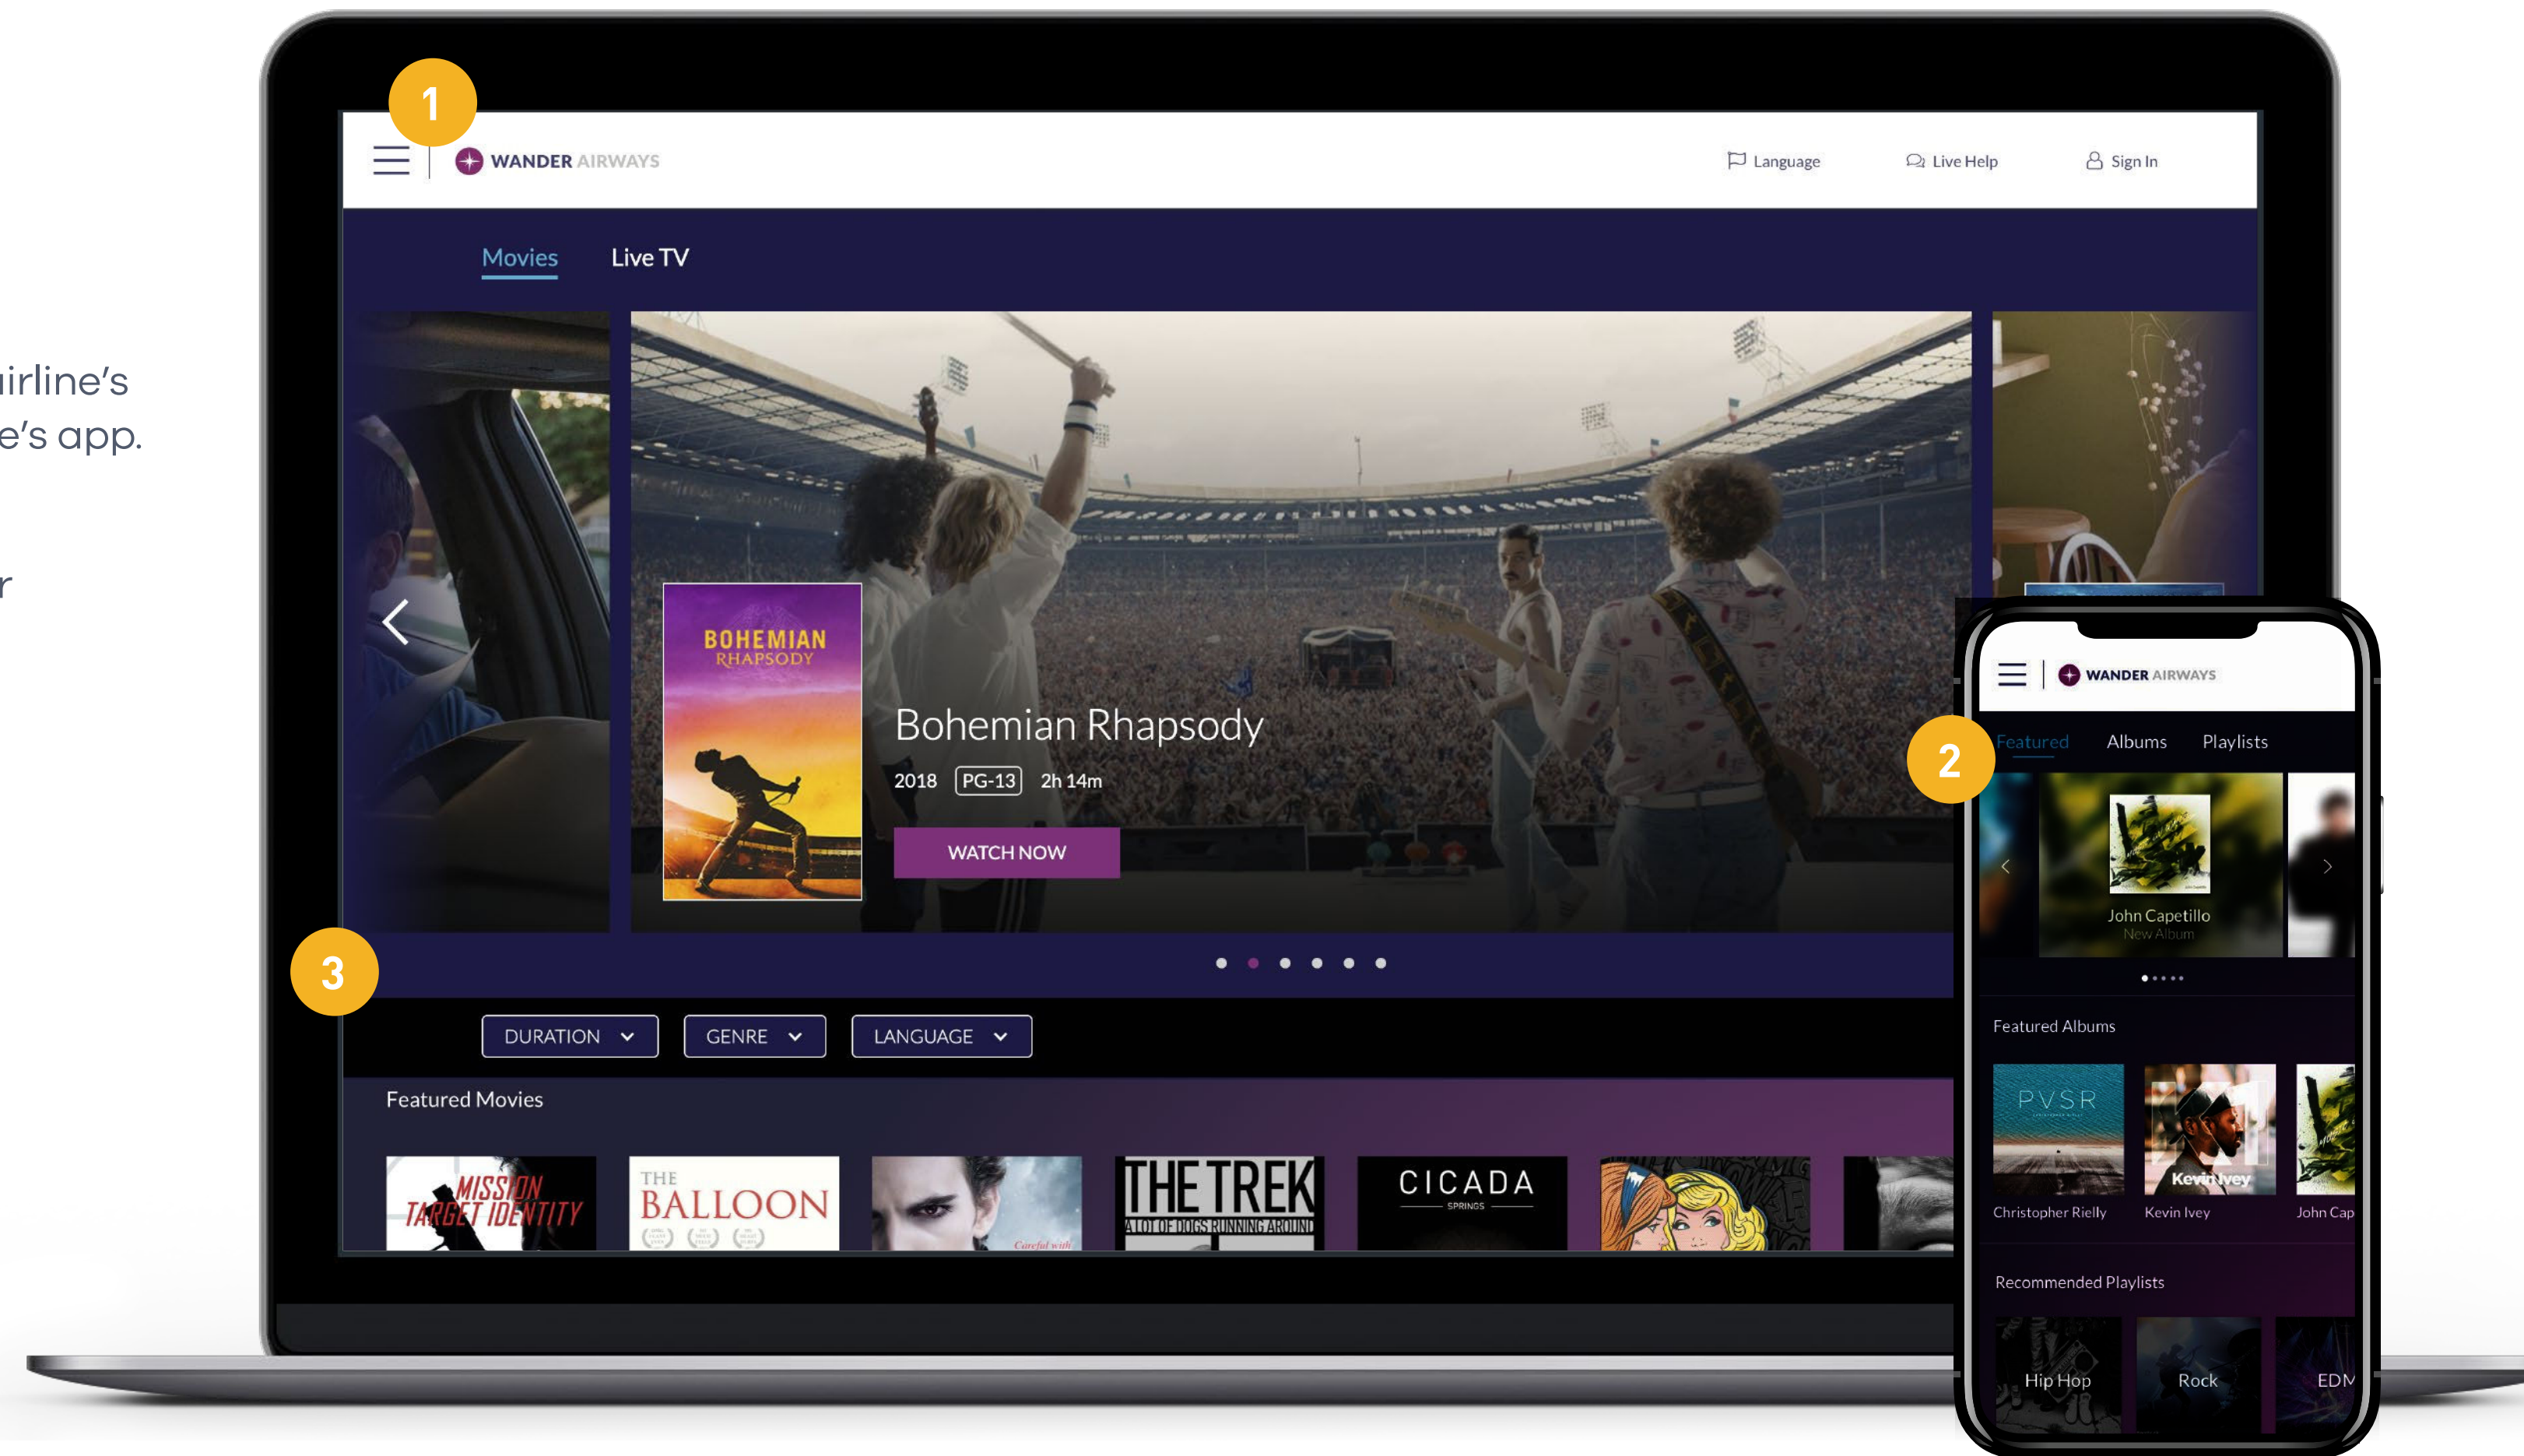 airline's
e's app.
r
1
WANDER AIRWAYS
Language
Live Help
Sign In
Movies
Live TV
BOHEMIAN
RHAPSODY
Bohemian Rhapsody
2018 PG-13 2h 14m
WATCH NOW
3
DURATION
GENRE
LANGUAGE
Featured Movies
MISSION
TARGET IDENTITY
THE
BALLOON
Careful with
THE TREK
A LOT OF DOGS RUNNING AROUND
CICADA
SPRINGS
WANDER AIRWAYS
2
Featured
Albums
Playlists
John Capetillo
New Album
Featured Albums
PVSR
Kevin Ivey
Christopher Rielly
Kevin Ivey
John Cap
Recommended Playlists
Hip Hop
Rock
EDM